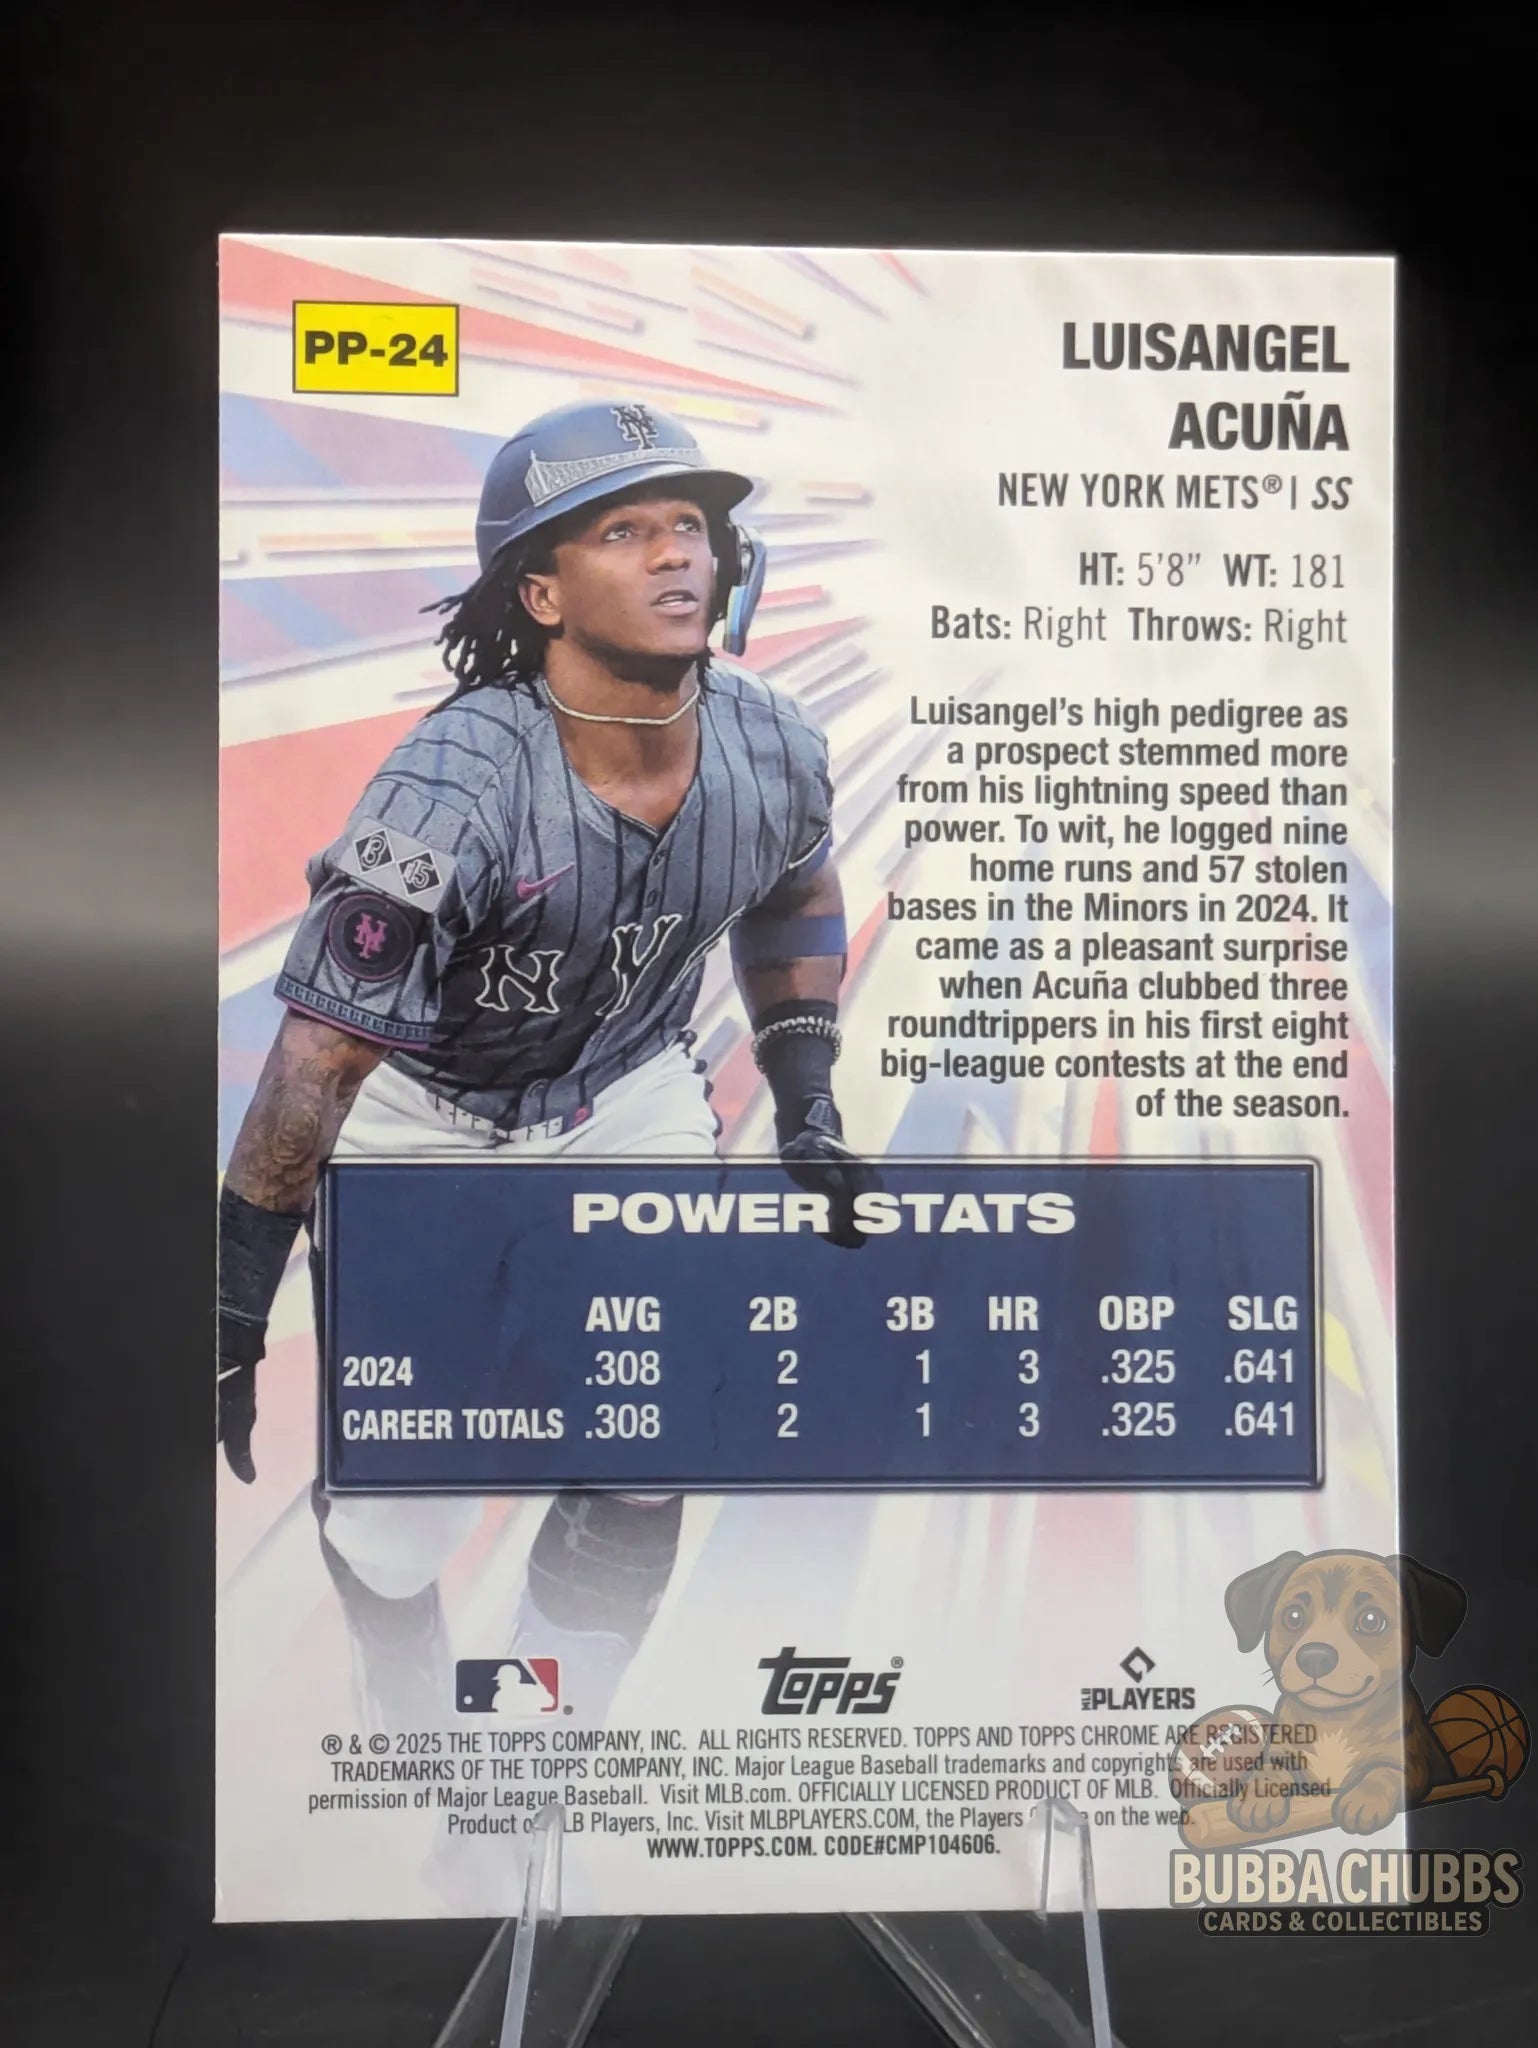 PP-24
LUISANGEL
ACUÑA
NEW YORK METS® | SS
HT: 5'8" WT: 181
Bats: Right Throws: Right
Luisangel's high pedigree as
a prospect stemmed more
from his lightning speed than
power. To wit, he logged nine
home runs and 57 stolen
bases in the Minors in 2024. It
came as a pleasant surprise
when Acuña clubbed three
roundtrippers in his first eight
big-league contests at the end
of the season.
NY
B 15
NY
NY
POWER STATS
AVG 2B 3B HR OBP SLG
2024 .308 2 1 3 .325 .641
CAREER TOTALS .308 2 1 3 .325 .641
TOPPS®
MLB PLAYERS
® & © 2025 THE TOPPS COMPANY, INC. ALL RIGHTS RESERVED. TOPPS AND TOPPS CHROME ARE REGISTERED
TRADEMARKS OF THE TOPPS COMPANY, INC. Major League Baseball trademarks and copyrights are used with
permission of Major League Baseball. Visit MLB.com. OFFICIALLY LICENSED PRODUCT OF MLB. Officially Licensed
Product LB Players, Inc. Visit MLBPLAYERS.COM, the Players on the web.
WWW.TOPPS.COM. CODE#CMP104606.
BUBBA CHUBBS
CARDS & COLLECTIBLES